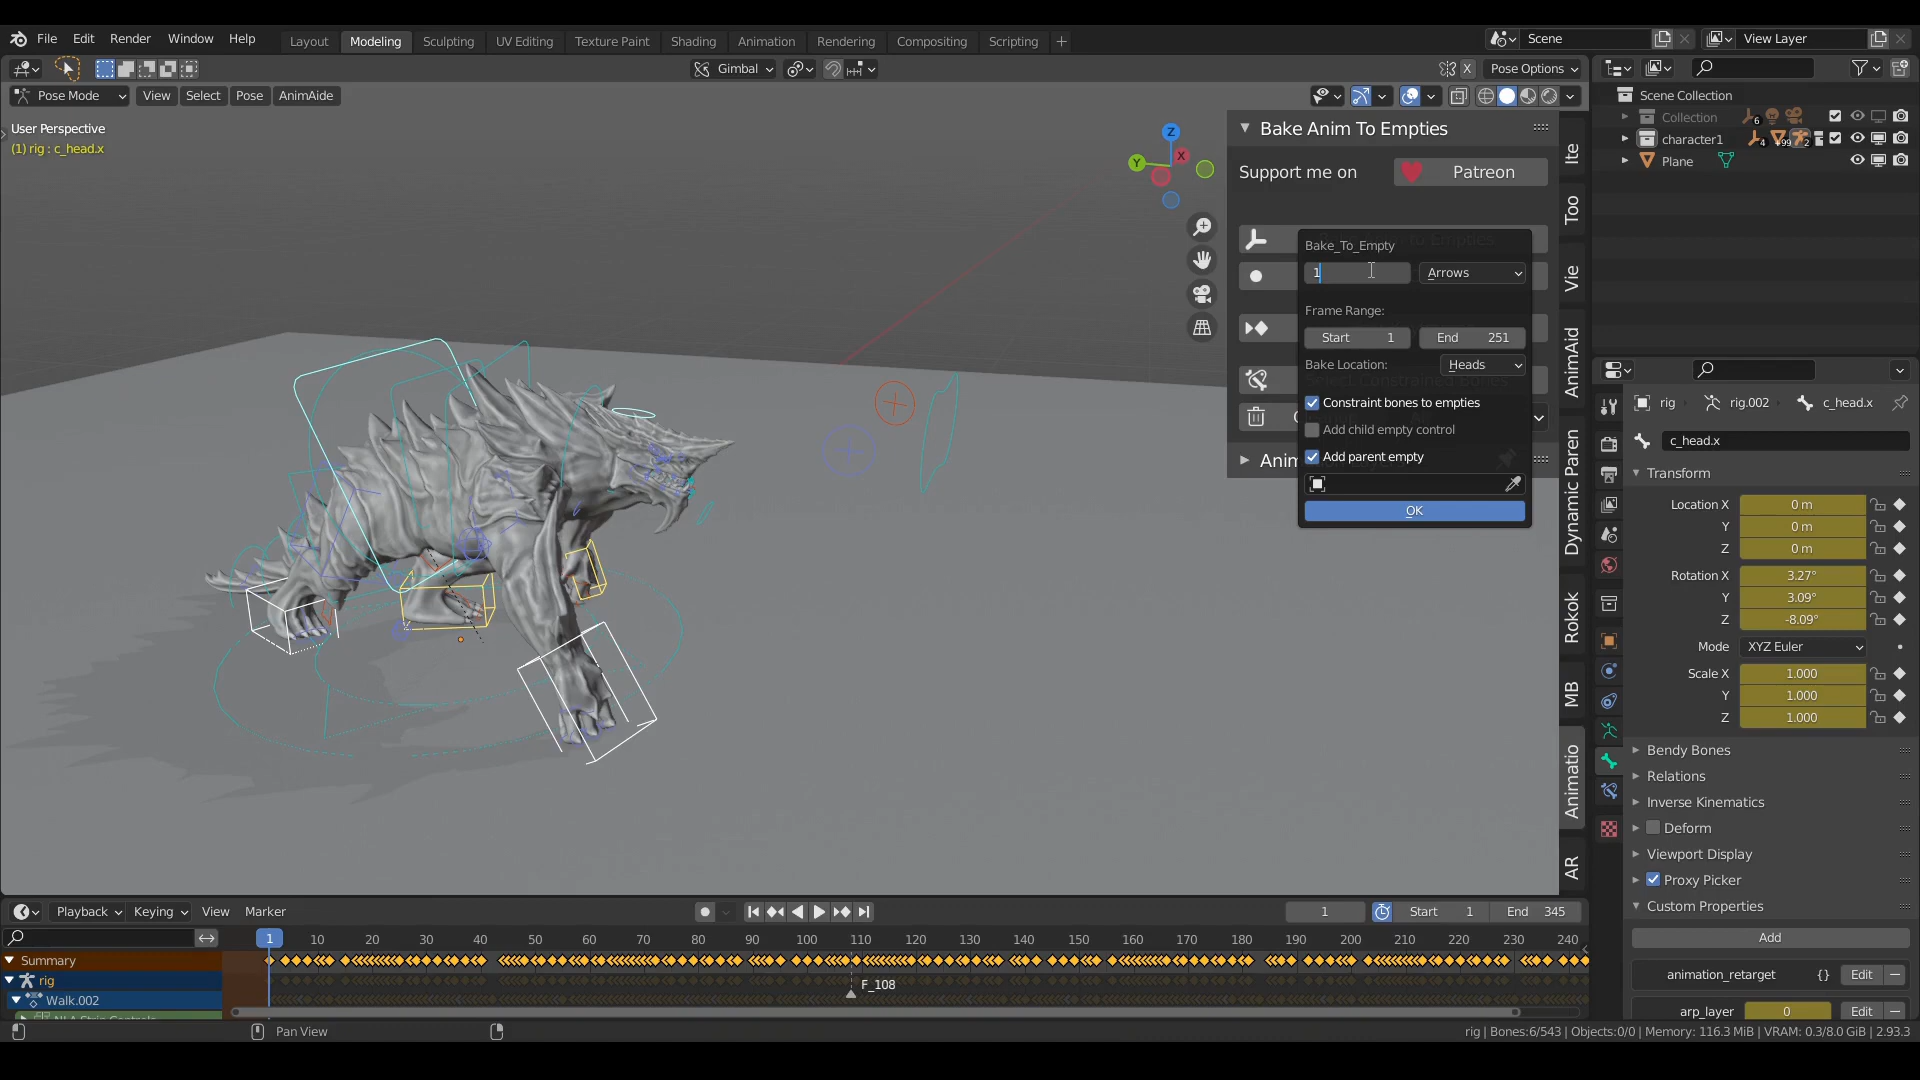 File Edit Render Window Help Layout Modeling Sculpting UV Editing Texture Paint Shading Animation Rendering Compositing Scripting + Scene View Layer
Gimbal X Pose Options
Pose Mode View Select Pose AnimAide
User Perspective
(1) rig : c_head.x
Z
Y
X
Bake Anim To Empties
Support me on Patreon
Bake_To_Empty
1 Arrows
Frame Range:
Start 1 End 251
Bake Location: Heads
Constraint bones to empties
Add child empty control
Add parent empty
OK
Ite
Too
Vie
AnimAid
Dynamic Paren
Rokok
MB
Animatio
AR
Scene Collection
Collection 6
character1 4 +99 2
Plane
rig rig.002 c_head.x
c_head.x
Transform
Location X 0 m
Y 0 m
Z 0 m
Rotation X 3.27°
Y 3.09°
Z -8.09°
Mode XYZ Euler
Scale X 1.000
Y 1.000
Z 1.000
Bendy Bones
Relations
Inverse Kinematics
Deform
Viewport Display
Proxy Picker
Custom Properties
Add
animation_retarget {} Edit
arp_layer 0 Edit
Playback Keying View Marker 1 Start 1 End 345
1 10 20 30 40 50 60 70 80 90 100 110 120 130 140 150 160 170 180 190 200 210 220 230 240
Summary
rig
F_108
Walk.002
Pan View
rig | Bones:6/543 | Objects:0/0 | Memory: 116.3 MiB | VRAM: 0.3/8.0 GiB | 2.93.3